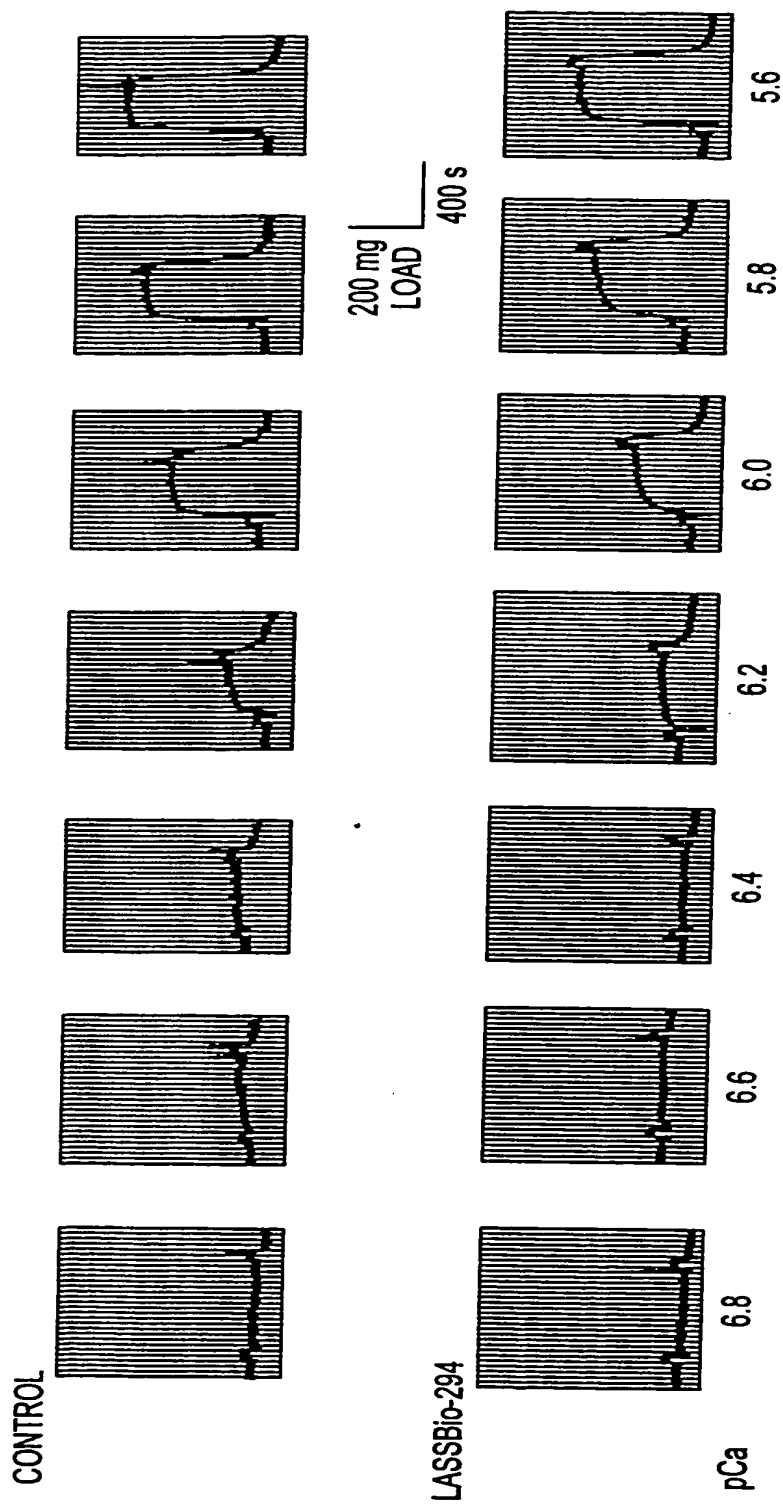 CONTROL
200 mg
LOAD
400 s
LASSBio-294
pCa
6.8
6.6
6.4
6.2
6.0
5.8
5.6